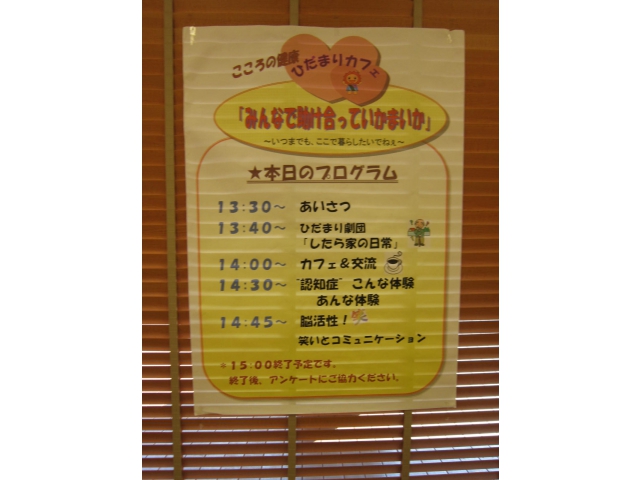 こころの健康
ひだまりカフェ
「みんなで助け合っていかまいか」
～いつまでも、ここで暮らしたいでねぇ～
★本日のプログラム
13:30～ あいさつ
13:40～ ひだまり劇団
「したら家の日常」
14:00～ カフェ＆交流
14:30～ "認知症" こんな体験
あんな体験
14:45～ 脳活性！
笑いとコミュニケーション
＊15:00終了予定です。
終了後、アンケートにご協力ください。